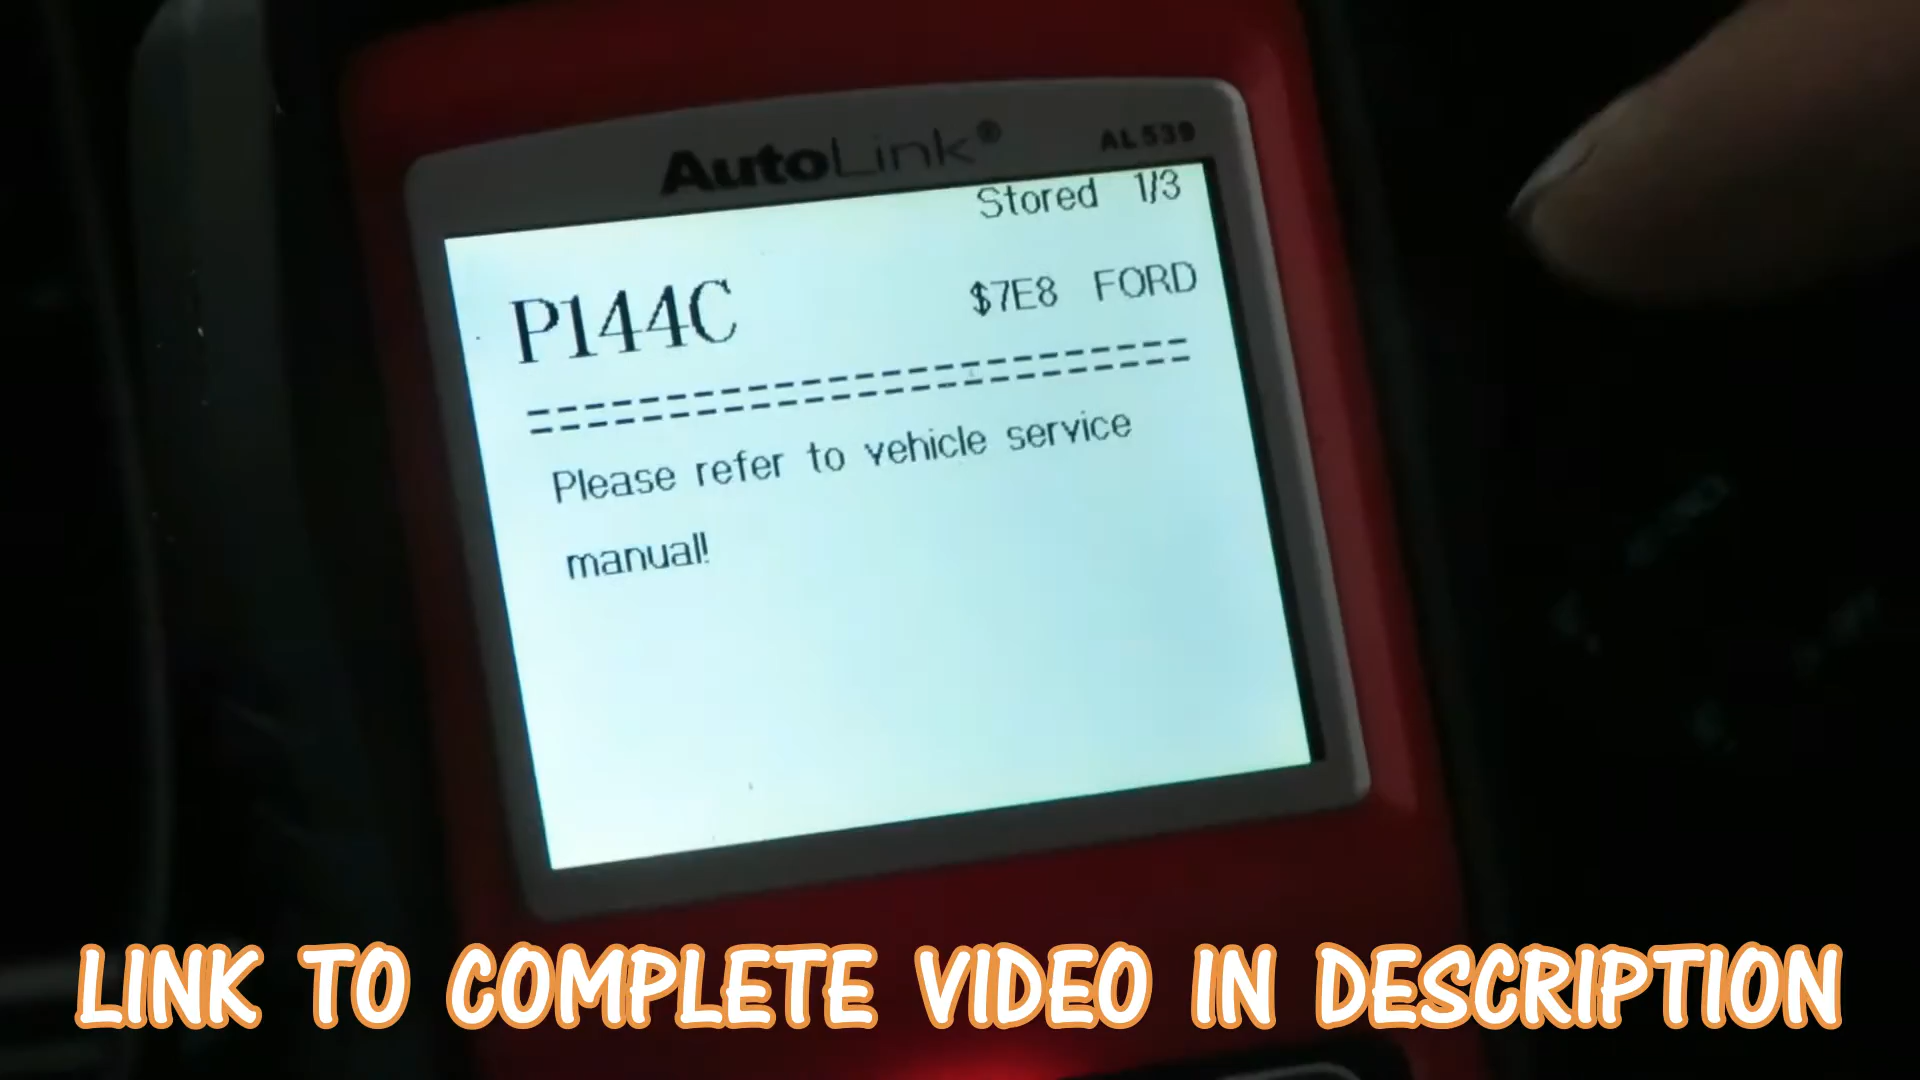 AutoLink® AL539
Stored 1/3
P144C $7E8 FORD
Please refer to vehicle service
manual!
LINK TO COMPLETE VIDEO IN DESCRIPTION